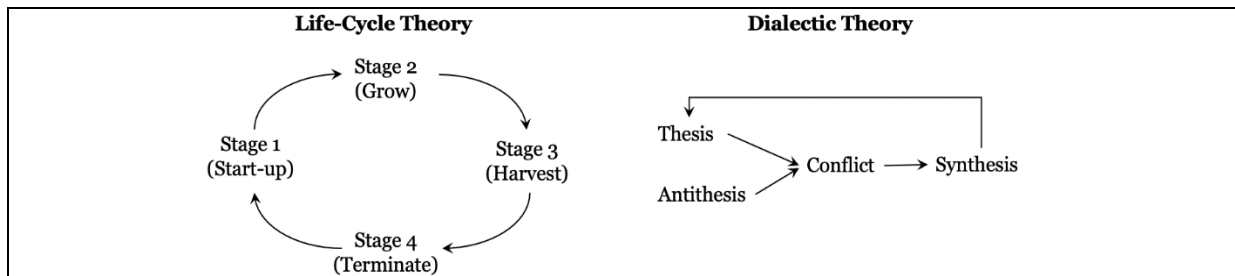 Life-Cycle Theory
Stage 1
(Start-up)
Stage 2
(Grow)
Stage 3
(Harvest)
Stage 4
(Terminate)
Dialectic Theory
Thesis
Antithesis
Conflict
Synthesis